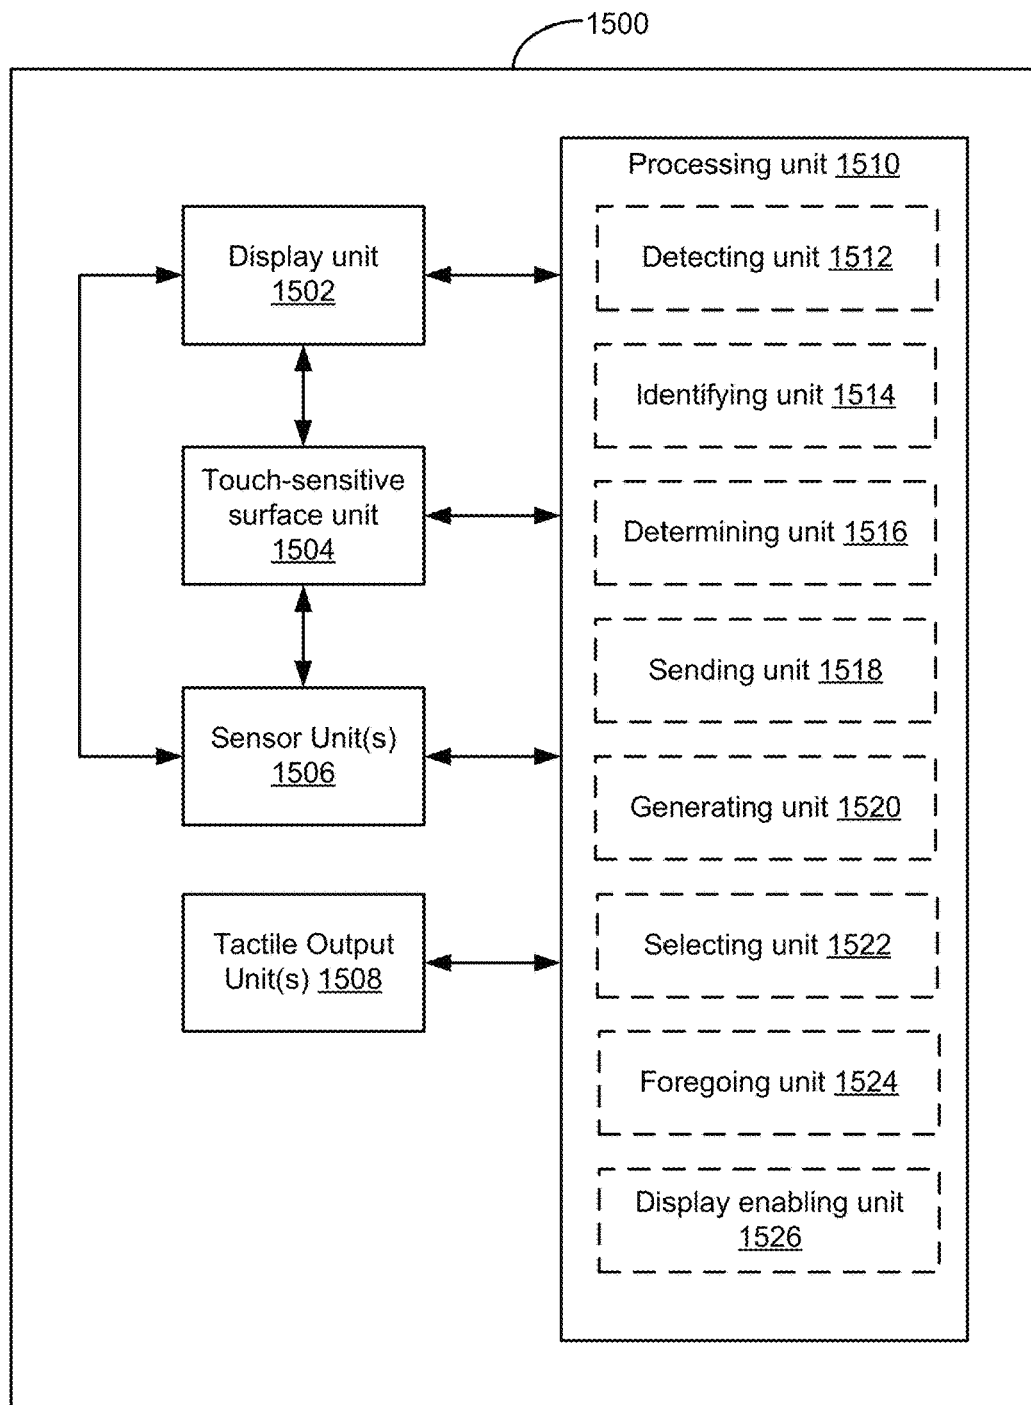 1500
Processing unit 1510
Display unit
1502
Touch-sensitive
surface unit
1504
Sensor Unit(s)
1506
Tactile Output
Unit(s) 1508
Detecting unit 1512
Identifying unit 1514
Determining unit 1516
Sending unit 1518
Generating unit 1520
Selecting unit 1522
Foregoing unit 1524
Display enabling unit
1526